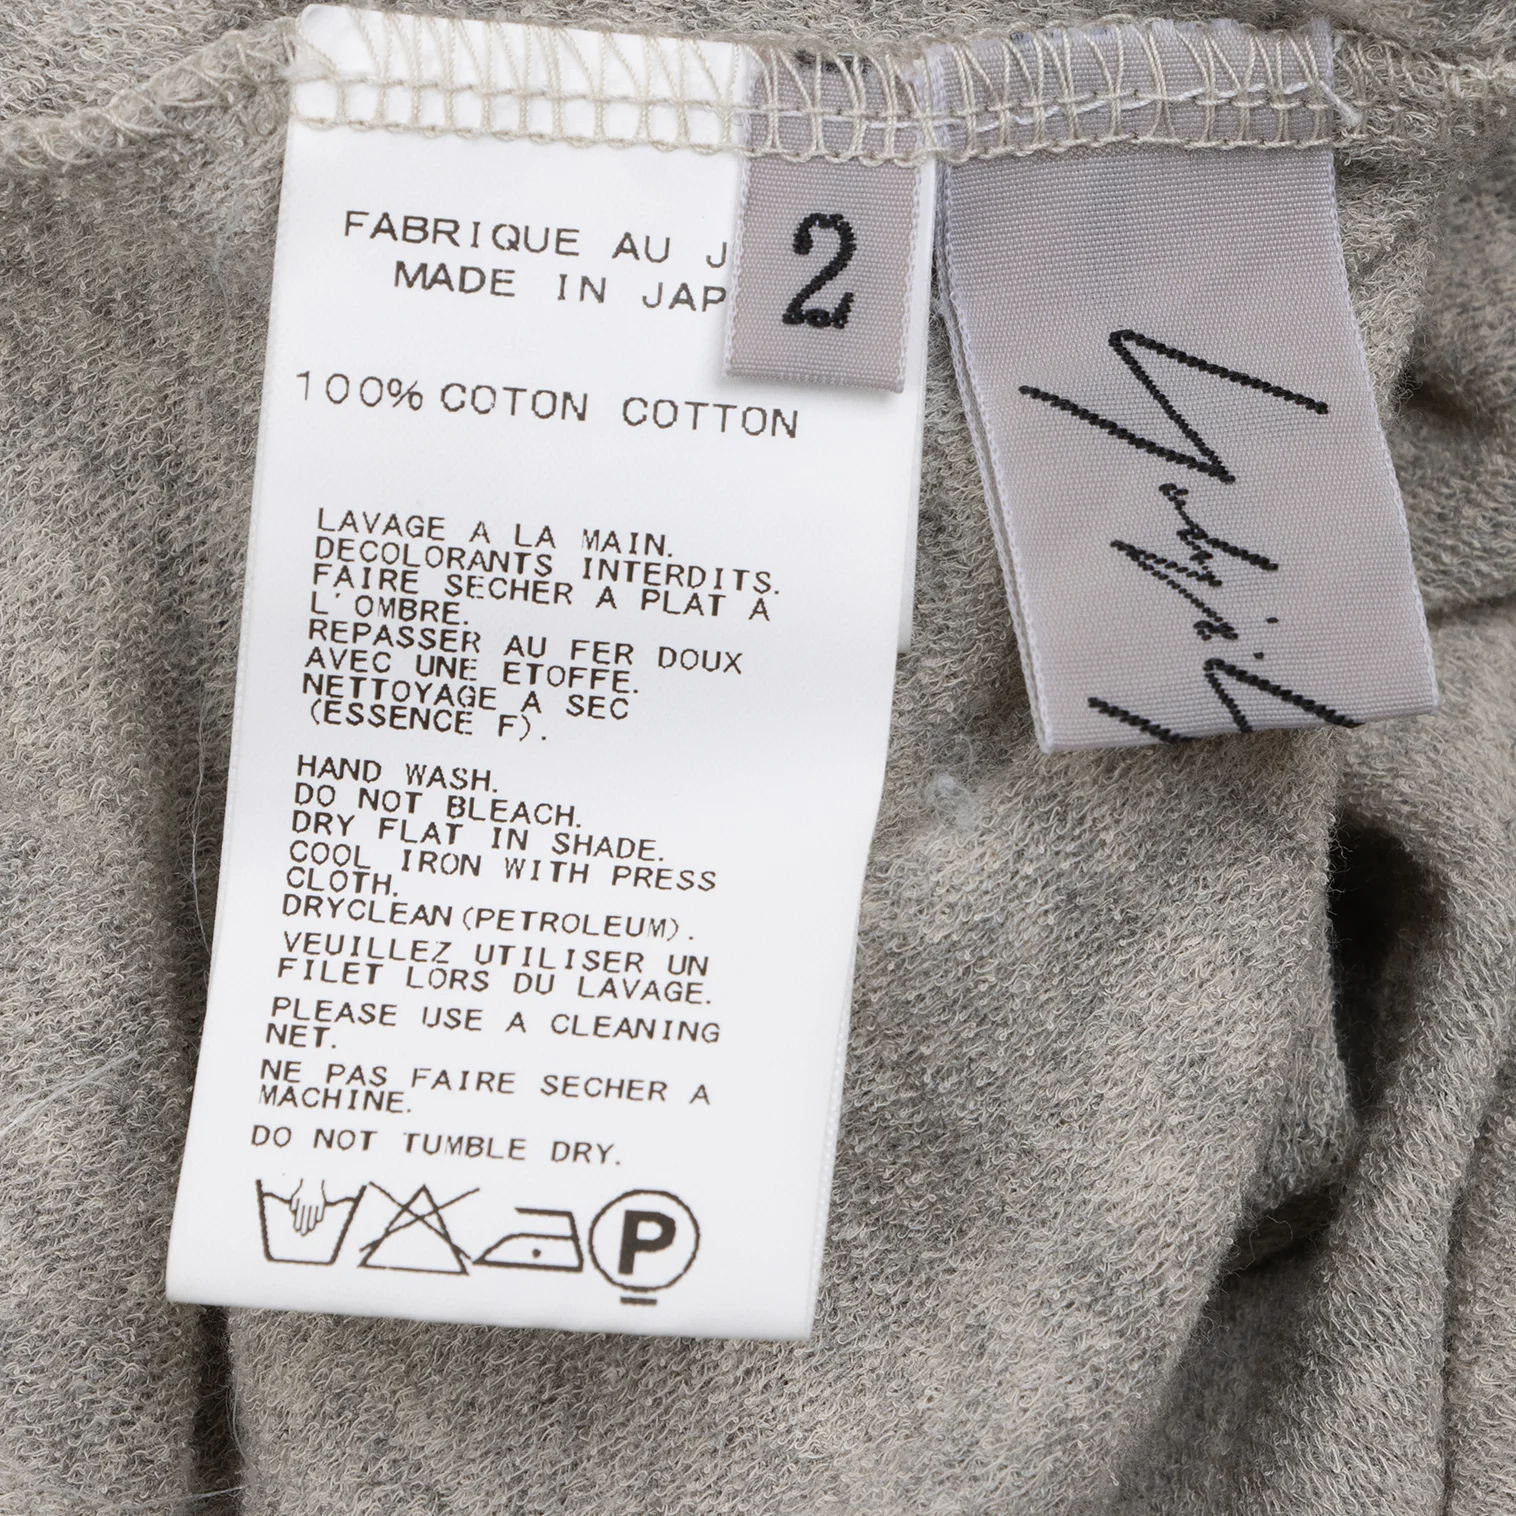 FABRIQUE AU J
MADE IN JAP
2
100% COTON COTTON
LAVAGE A LA MAIN.
DECOLORANTS INTERDITS.
FAIRE SECHER A PLAT A
L'OMBRE.
REPASSER AU FER DOUX
AVEC UNE ETOFFE.
NETTOYAGE A SEC
(ESSENCE F).
HAND WASH.
DO NOT BLEACH.
DRY FLAT IN SHADE.
COOL IRON WITH PRESS
CLOTH.
DRYCLEAN(PETROLEUM).
VEUILLEZ UTILISER UN
FILET LORS DU LAVAGE.
PLEASE USE A CLEANING
NET.
NE PAS FAIRE SECHER A
MACHINE.
DO NOT TUMBLE DRY.
P